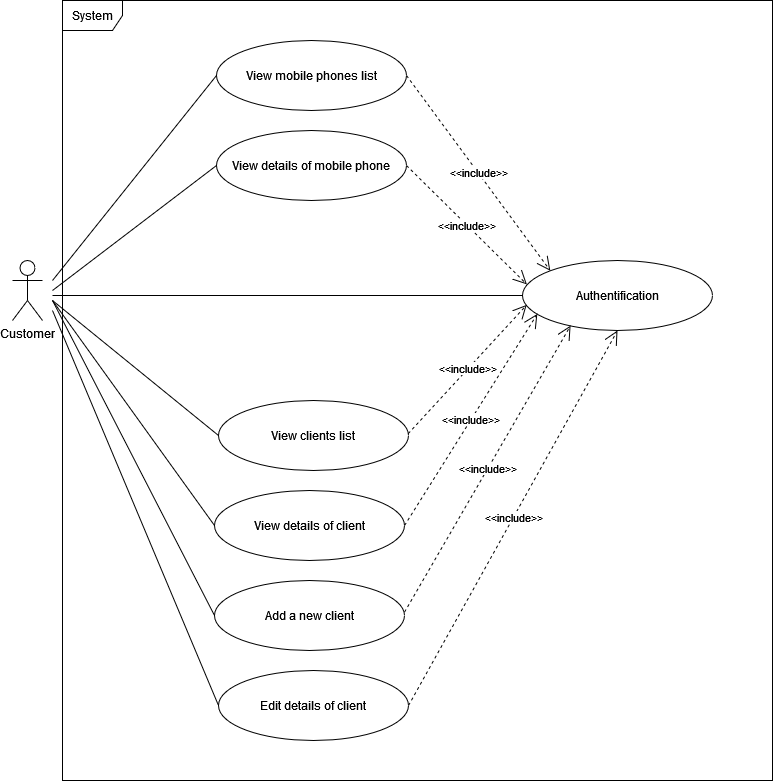 System
View mobile phones list
View details of mobile phone
<<include>>
<<include>>
Authentification
Customer
<<include>>
<<include>>
View clients list
<<include>>
<<include>>
View details of client
Add a new client
Edit details of client